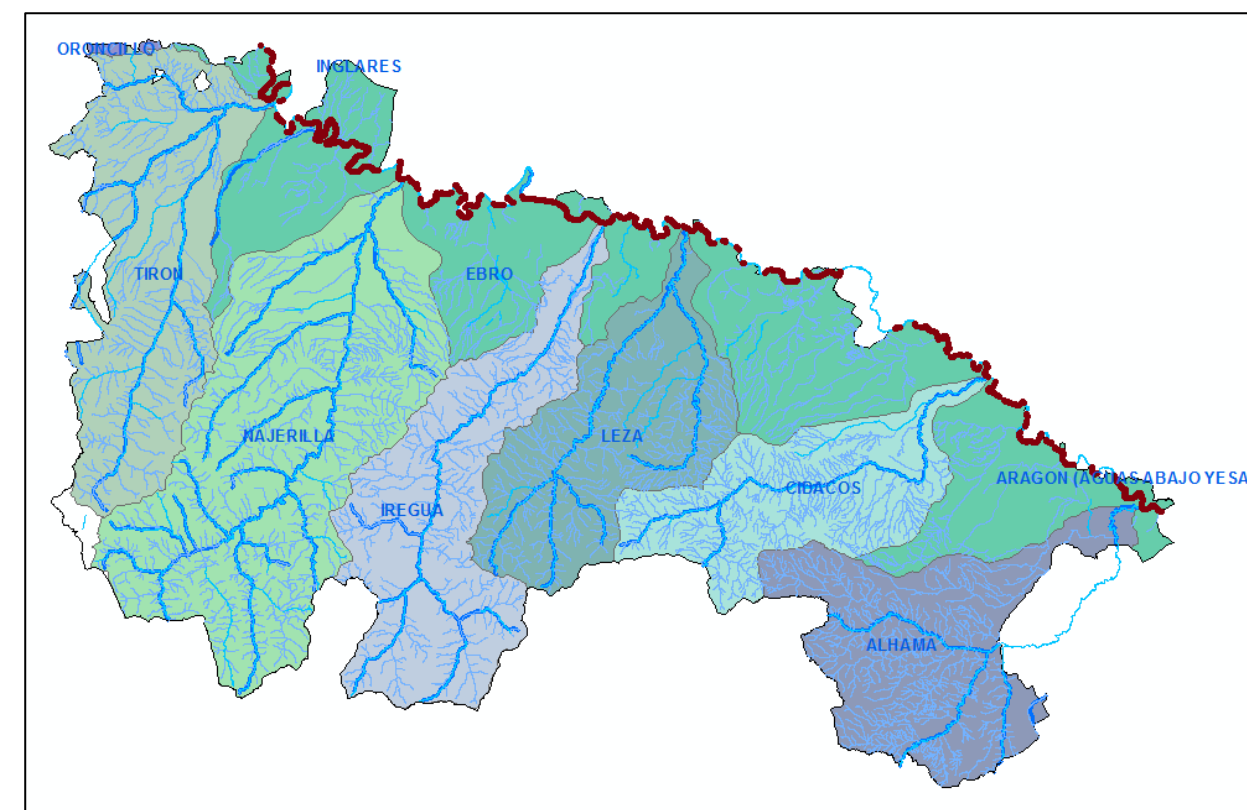 ORONCILLO
INGLARES
TIRON
EBRO
NAJERILLA
LEZA
IREGUA
CIDACOS
ARAGON (AGUAS ABAJO YESA
ALHAMA